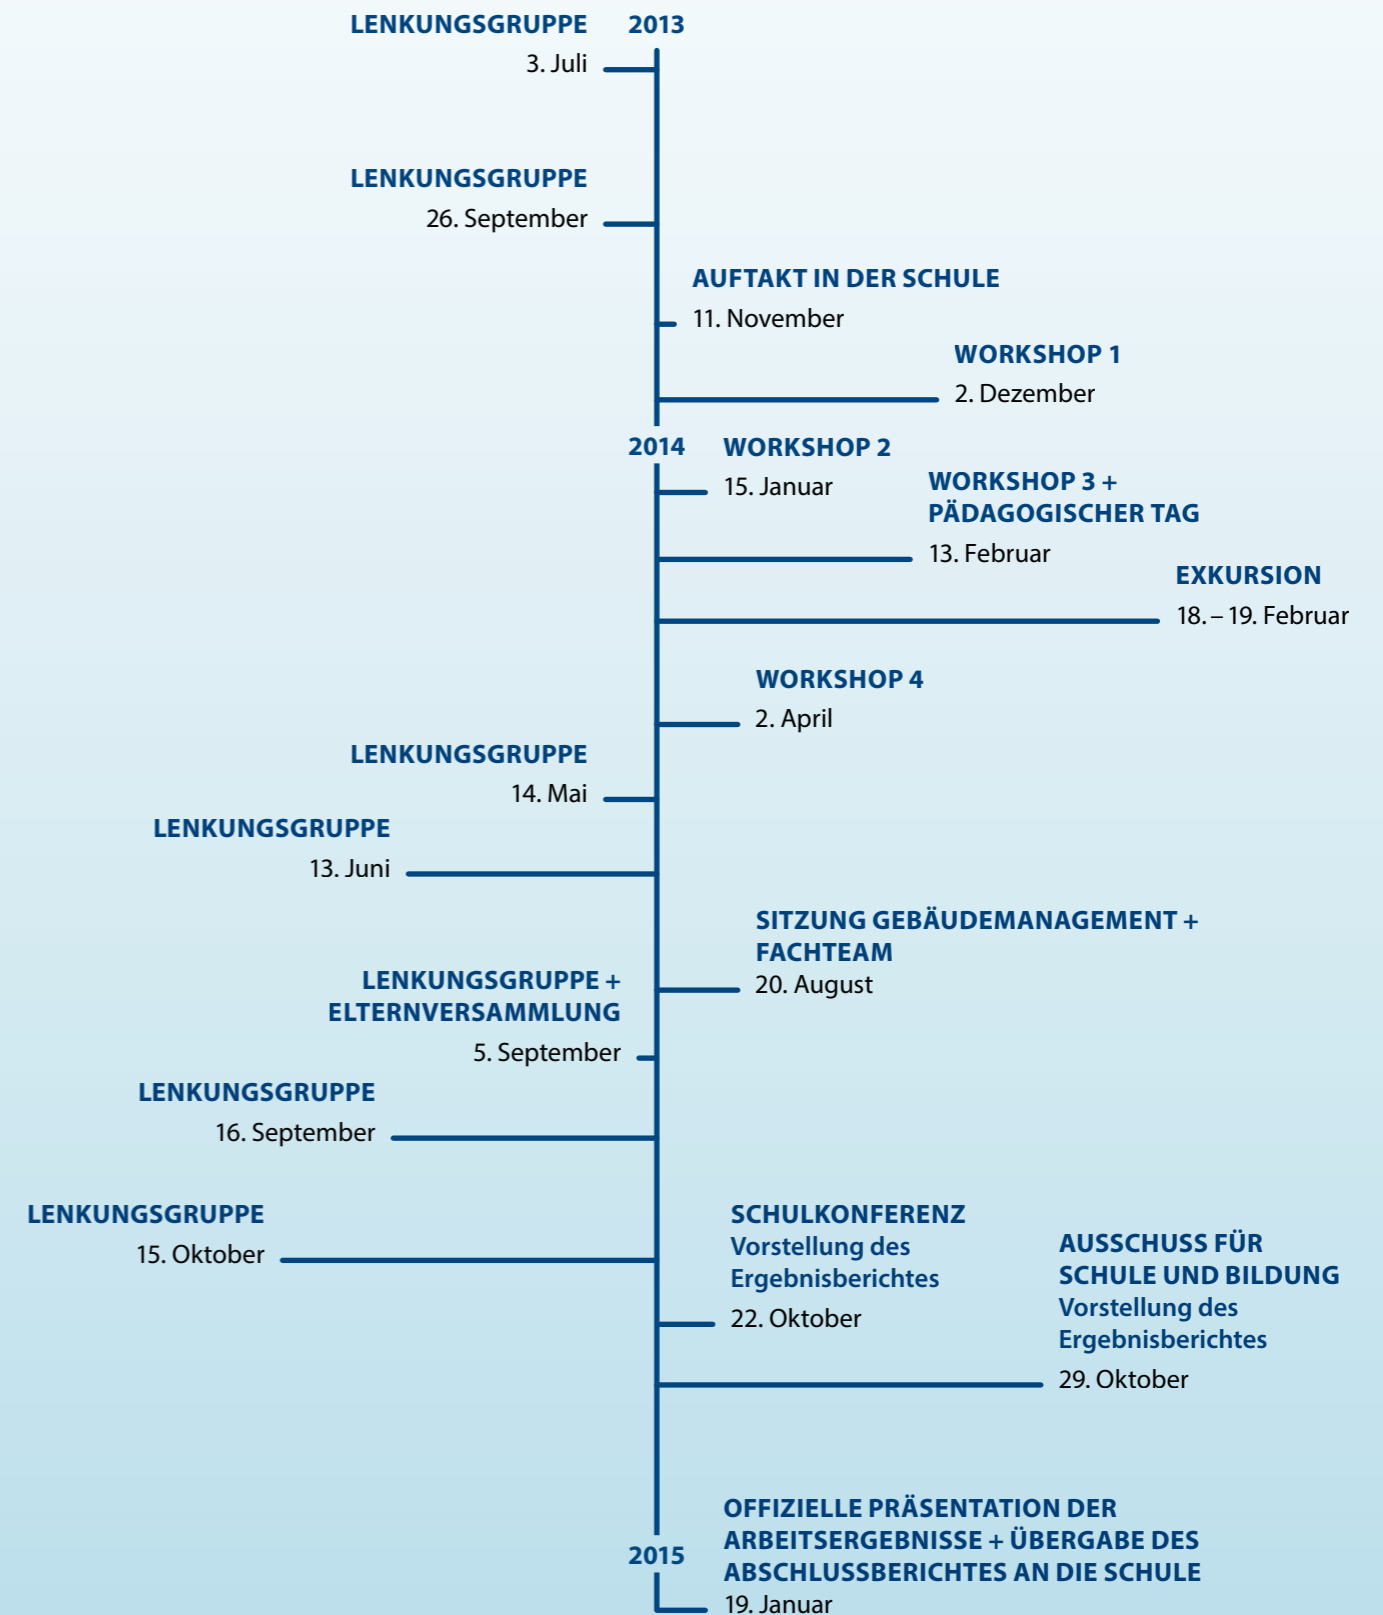 LENKUNGSGRUPPE
2013
3. Juli
LENKUNGSGRUPPE
26. September
AUFTAKT IN DER SCHULE
11. November
WORKSHOP 1
2. Dezember
2014
WORKSHOP 2
15. Januar
WORKSHOP 3 +
PÄDAGOGISCHER TAG
13. Februar
EXKURSION
18. – 19. Februar
WORKSHOP 4
2. April
LENKUNGSGRUPPE
14. Mai
LENKUNGSGRUPPE
13. Juni
SITZUNG GEBÄUDEMANAGEMENT +
FACHTEAM
20. August
LENKUNGSGRUPPE +
ELTERNVERSAMMLUNG
5. September
LENKUNGSGRUPPE
16. September
LENKUNGSGRUPPE
15. Oktober
SCHULKONFERENZ
Vorstellung des
Ergebnisberichtes
22. Oktober
AUSSCHUSS FÜR
SCHULE UND BILDUNG
Vorstellung des
Ergebnisberichtes
29. Oktober
2015
OFFIZIELLE PRÄSENTATION DER
ARBEITSERGEBNISSE + ÜBERGABE DES
ABSCHLUSSBERICHTES AN DIE SCHULE
19. Januar